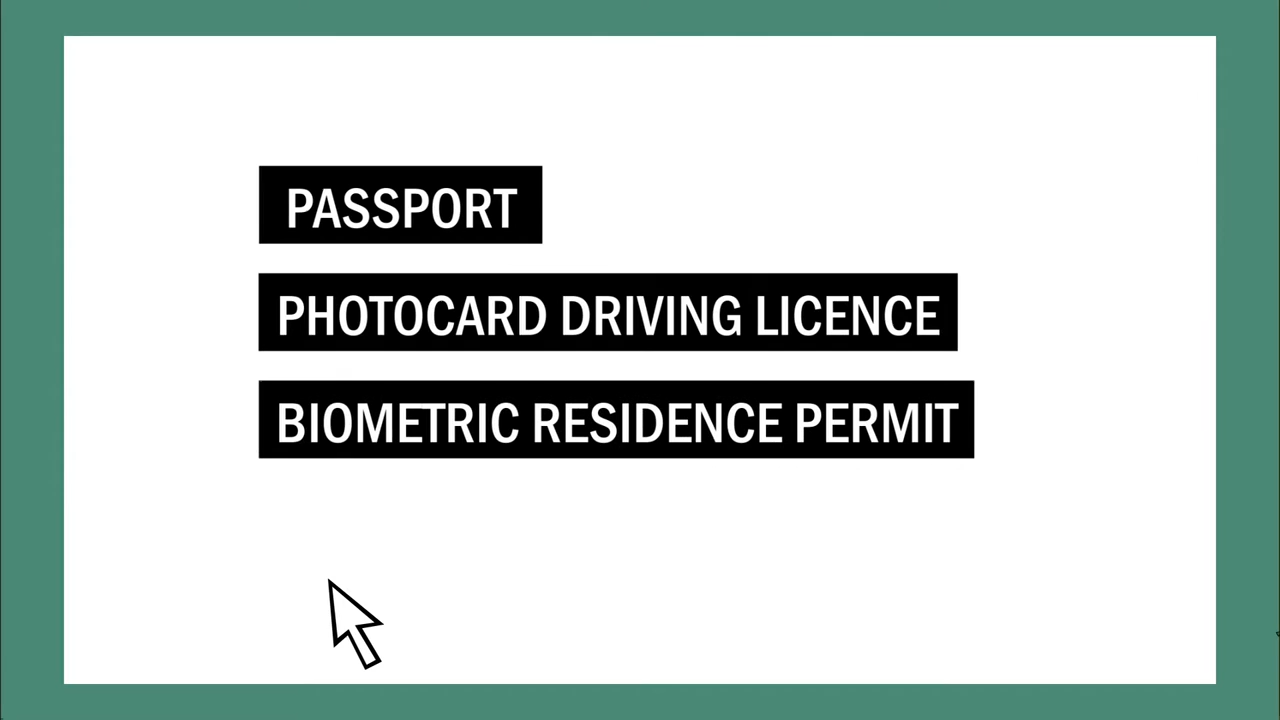 PASSPORT
PHOTOCARD DRIVING LICENCE
BIOMETRIC RESIDENCE PERMIT